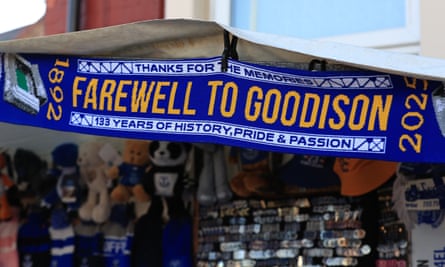 1892
THANKS FOR THE MEMORIES
FAREWELL TO GOODISON
133 YEARS OF HISTORY, PRIDE & PASSION
2025